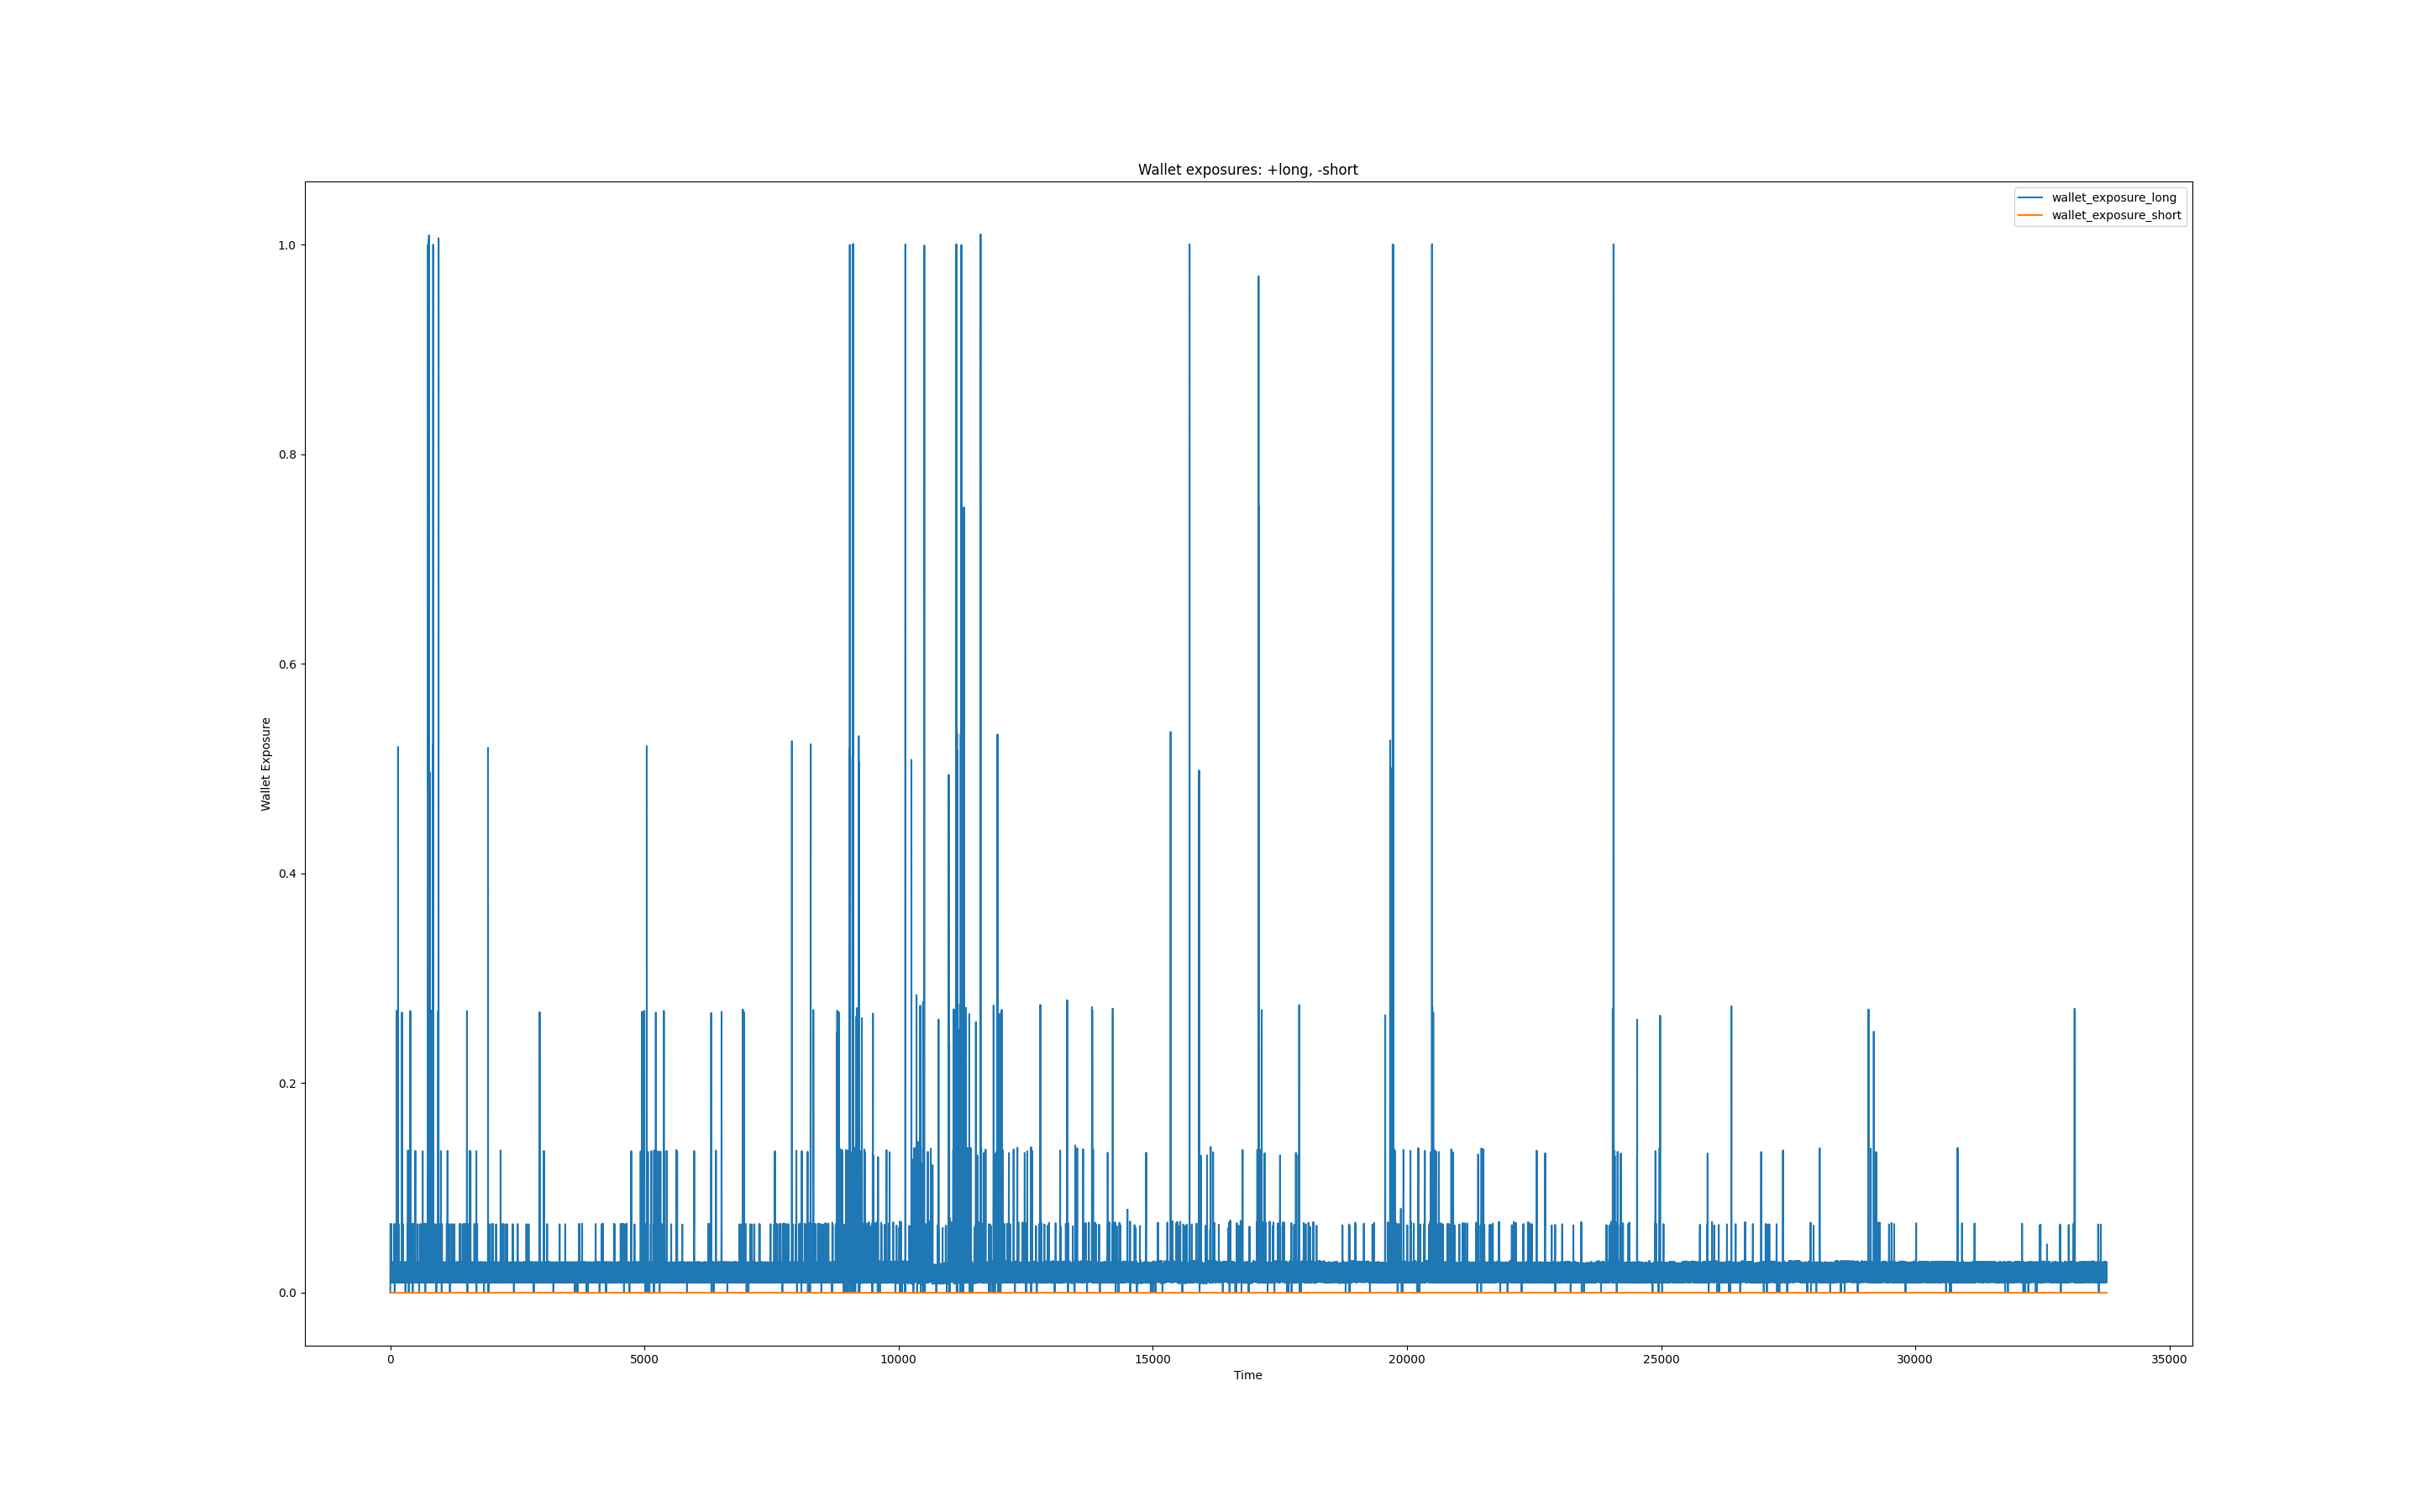 Wallet exposures: +long, -short
wallet_exposure_long
wallet_exposure_short
1.0
0.8
0.6
0.4
0.2
0.0
Wallet Exposure
0 5000 10000 15000 20000 25000 30000 35000
Time